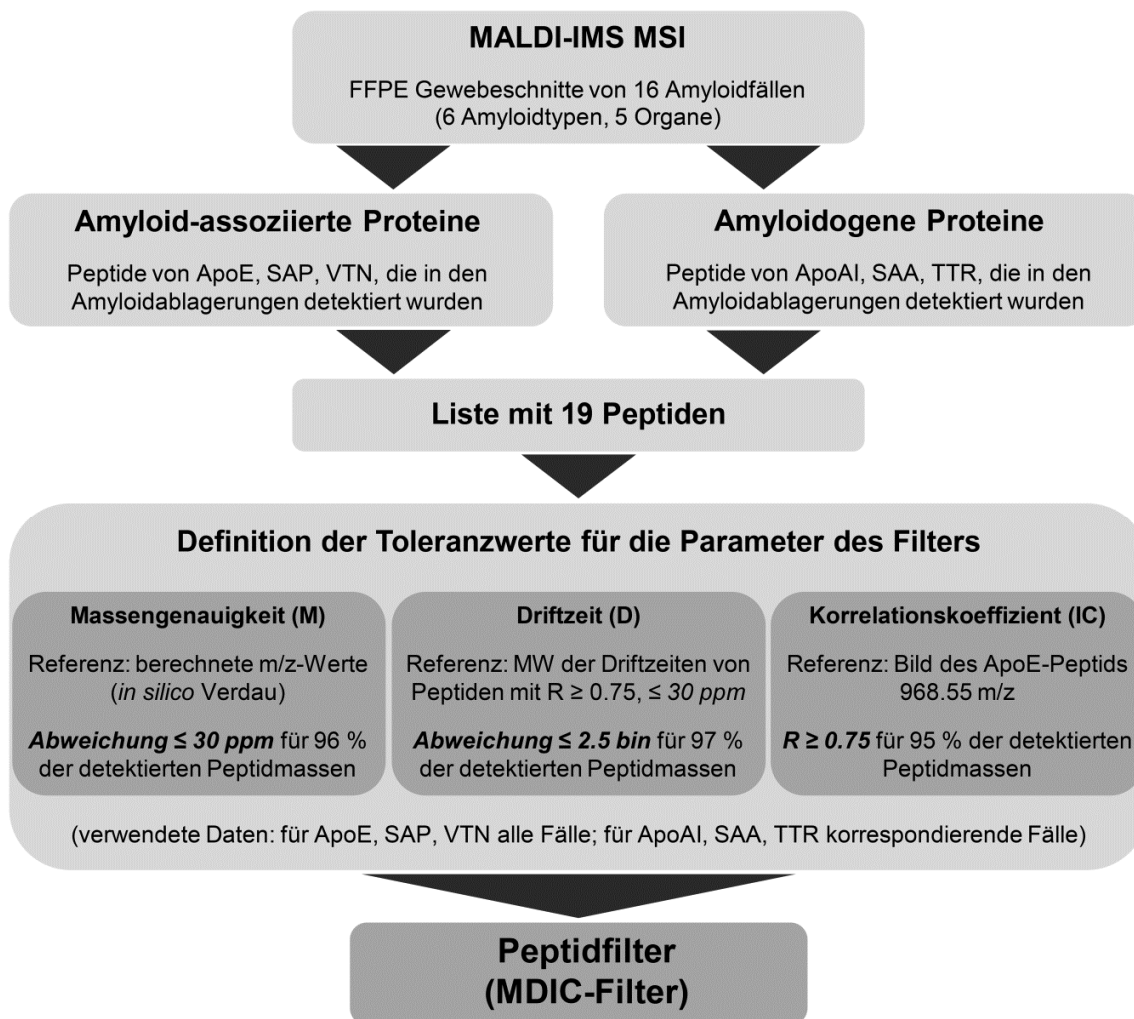 MALDI-IMS MSI
FFPE Gewebeschnitte von 16 Amyloidfällen
(6 Amyloidtypen, 5 Organe)
Amyloid-assoziierte Proteine
Peptide von ApoE, SAP, VTN, die in den
Amyloidablagerungen detektiert wurden
Amyloidogene Proteine
Peptide von ApoAI, SAA, TTR, die in den
Amyloidablagerungen detektiert wurden
Liste mit 19 Peptiden
Definition der Toleranzwerte für die Parameter des Filters
Massengenauigkeit (M)
Referenz: berechnete m/z-Werte
(in silico Verdau)
Abweichung ≤ 30 ppm für 96 %
der detektierten Peptidmassen
Driftzeit (D)
Referenz: MW der Driftzeiten von
Peptiden mit R ≥ 0.75, ≤ 30 ppm
Abweichung ≤ 2.5 bin für 97 %
der detektierten Peptidmassen
Korrelationskoeffizient (IC)
Referenz: Bild des ApoE-Peptids
968.55 m/z
R ≥ 0.75 für 95 % der detektierten
Peptidmassen
(verwendete Daten: für ApoE, SAP, VTN alle Fälle; für ApoAI, SAA, TTR korrespondierende Fälle)
Peptidfilter
(MDIC-Filter)